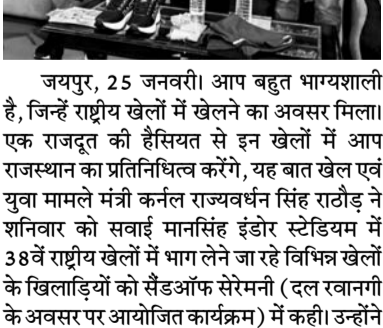 जयपुर, 25 जनवरी। आप बहुत भाग्यशाली
है, जिन्हें राष्ट्रीय खेलों में खेलने का अवसर मिला।
एक राजदूत की हैसियत से इन खेलों में आप
राजस्थान का प्रतिनिधित्व करेंगे, यह बात खेल एवं
युवा मामले मंत्री कर्नल राज्यवर्धन सिंह राठौड़ ने
शनिवार को सवाई मानसिंह इंडोर स्टेडियम में
38वें राष्ट्रीय खेलों में भाग लेने जा रहे विभिन्न खेलों
के खिलाड़ियों को सैंडऑफ सेरेमनी (दल रवानगी
के अवसर पर आयोजित कार्यक्रम) में कही। उन्होंने